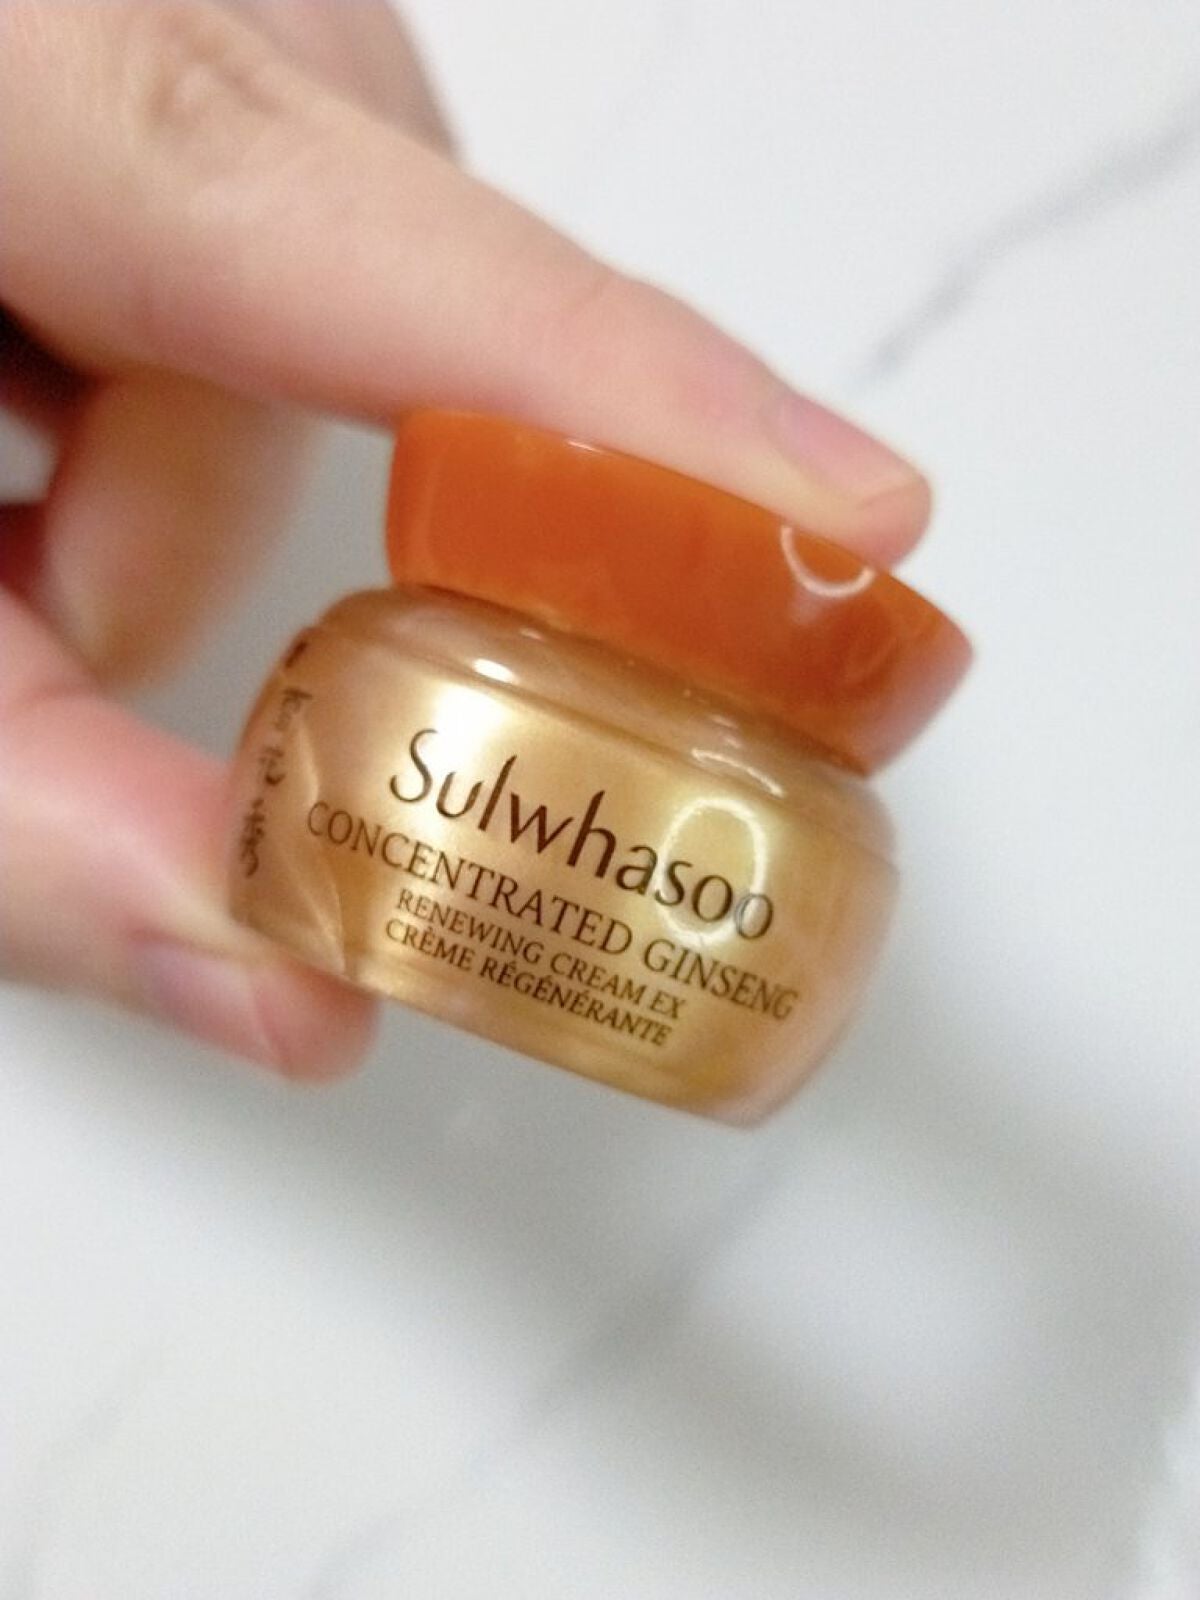 Sulwhasoo
CONCENTRATED GINSENG
RENEWING CREAM EX
CRÈME RÉGÉNÉRANTE